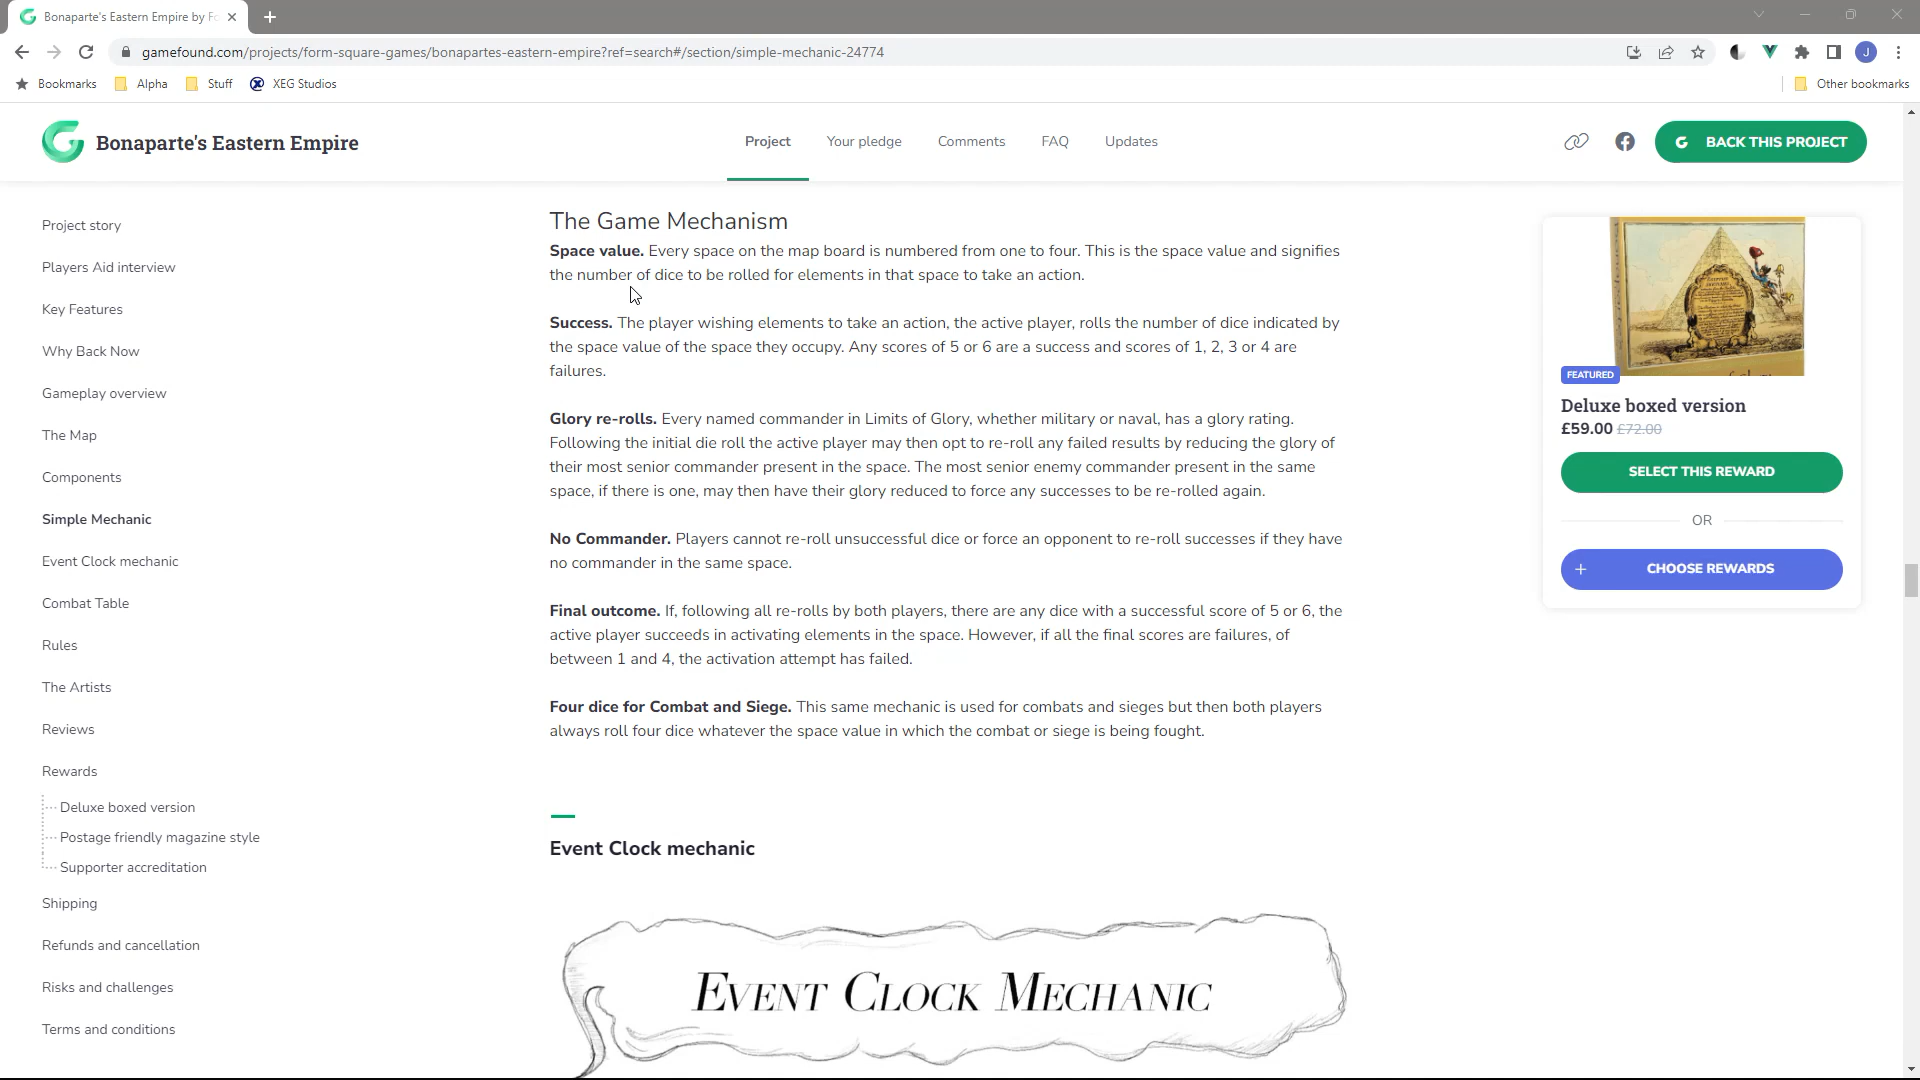 Bonaparte's Eastern Empire by Fo
gamefound.com/projects/form-square-games/bonapartes-eastern-empire?ref=search#/section/simple-mechanic-24774
J
Bookmarks
Alpha
Stuff
XEG Studios
Other bookmarks
Bonaparte's Eastern Empire
Project
Your pledge
Comments
FAQ
Updates
BACK THIS PROJECT
Project story
Players Aid interview
Key Features
Why Back Now
Gameplay overview
The Map
Components
Simple Mechanic
Event Clock mechanic
Combat Table
Rules
The Artists
Reviews
Rewards
Deluxe boxed version
Postage friendly magazine style
Supporter accreditation
Shipping
Refunds and cancellation
Risks and challenges
Terms and conditions
The Game Mechanism
Space value. Every space on the map board is numbered from one to four. This is the space value and signifies
the number of dice to be rolled for elements in that space to take an action.
Success. The player wishing elements to take an action, the active player, rolls the number of dice indicated by
the space value of the space they occupy. Any scores of 5 or 6 are a success and scores of 1, 2, 3 or 4 are
failures.
Glory re-rolls. Every named commander in Limits of Glory, whether military or naval, has a glory rating.
Following the initial die roll the active player may then opt to re-roll any failed results by reducing the glory of
their most senior commander present in the space. The most senior enemy commander present in the same
space, if there is one, may then have their glory reduced to force any successes to be re-rolled again.
No Commander. Players cannot re-roll unsuccessful dice or force an opponent to re-roll successes if they have
no commander in the same space.
Final outcome. If, following all re-rolls by both players, there are any dice with a successful score of 5 or 6, the
active player succeeds in activating elements in the space. However, if all the final scores are failures, of
between 1 and 4, the activation attempt has failed.
Four dice for Combat and Siege. This same mechanic is used for combats and sieges but then both players
always roll four dice whatever the space value in which the combat or siege is being fought.
Event Clock mechanic
EVENT CLOCK MECHANIC
FEATURED
Deluxe boxed version
£59.00 £72.00
SELECT THIS REWARD
OR
+ CHOOSE REWARDS